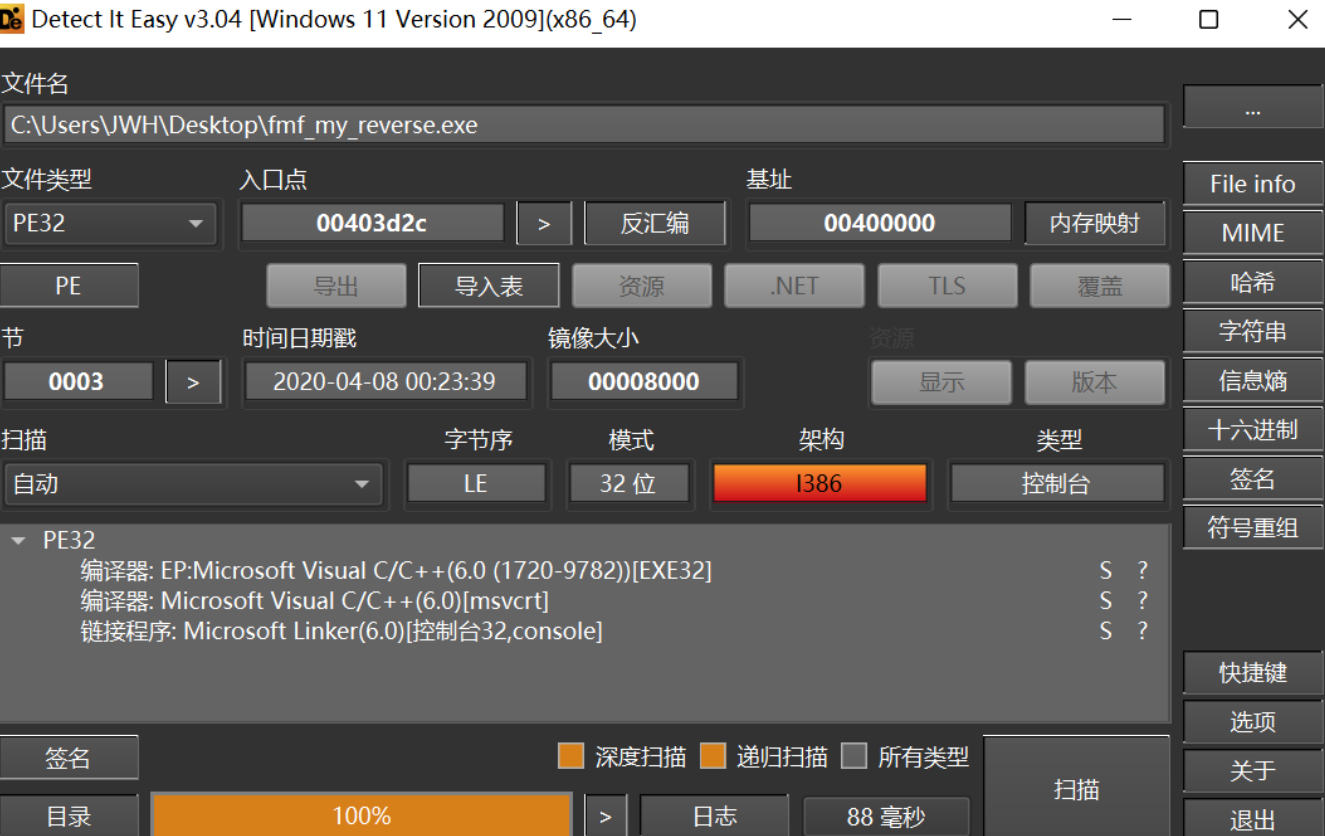 Detect It Easy v3.04 [Windows 11 Version 2009](x86_64)
文件名
C:\Users\JWH\Desktop\fmf_my_reverse.exe
...
文件类型 入口点 基址
File info
PE32 00403d2c > 反汇编 00400000 内存映射
MIME
PE 导出 导入表 资源 .NET TLS 覆盖
哈希
节 时间日期戳 镜像大小 资源
字符串
0003 > 2020-04-08 00:23:39 00008000 显示 版本
信息熵
扫描 字节序 模式 架构 类型
十六进制
自动 LE 32 位 I386 控制台
签名
符号重组
PE32
编译器: EP:Microsoft Visual C/C++(6.0 (1720-9782))[EXE32] S ?
编译器: Microsoft Visual C/C++(6.0)[msvcrt] S ?
链接程序: Microsoft Linker(6.0)[控制台32,console] S ?
快捷键
选项
签名 深度扫描 递归扫描 所有类型
关于
扫描
目录 100% > 日志 88 毫秒
退出